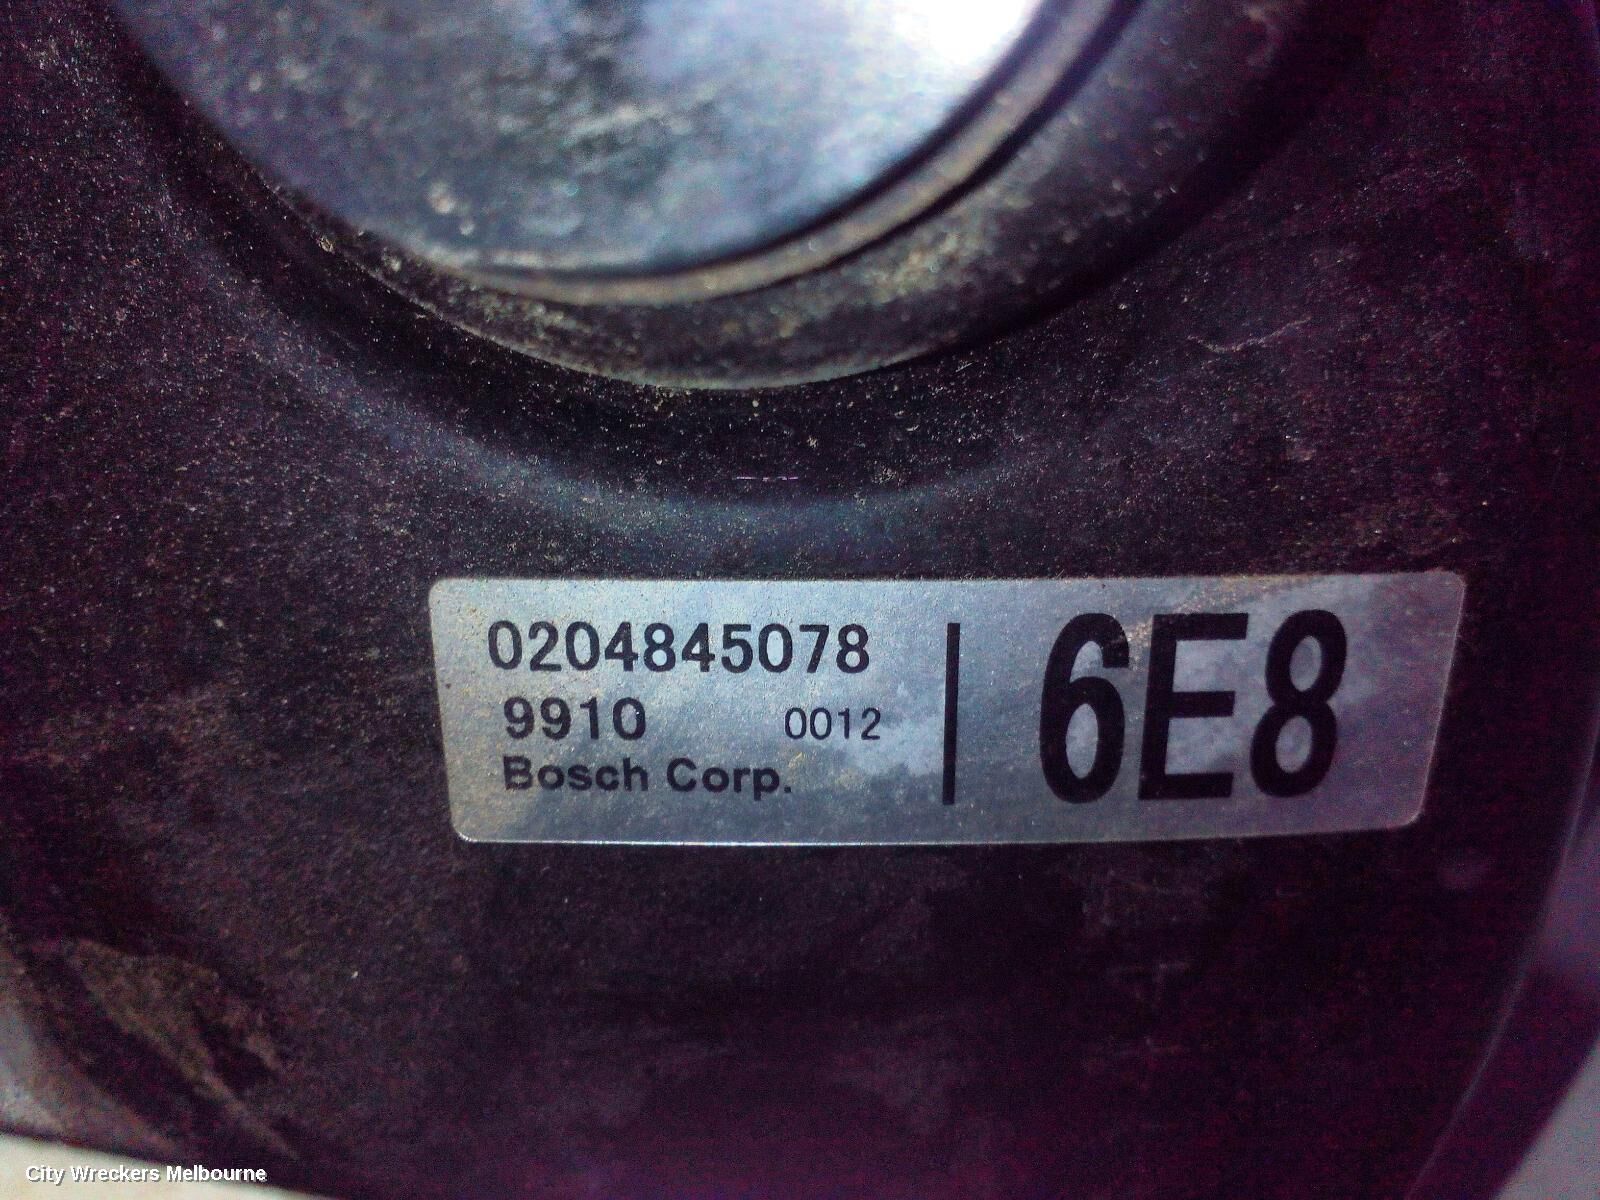 0204845078
9910 0012
Bosch Corp.
6E8
City Wreckers Melbourne